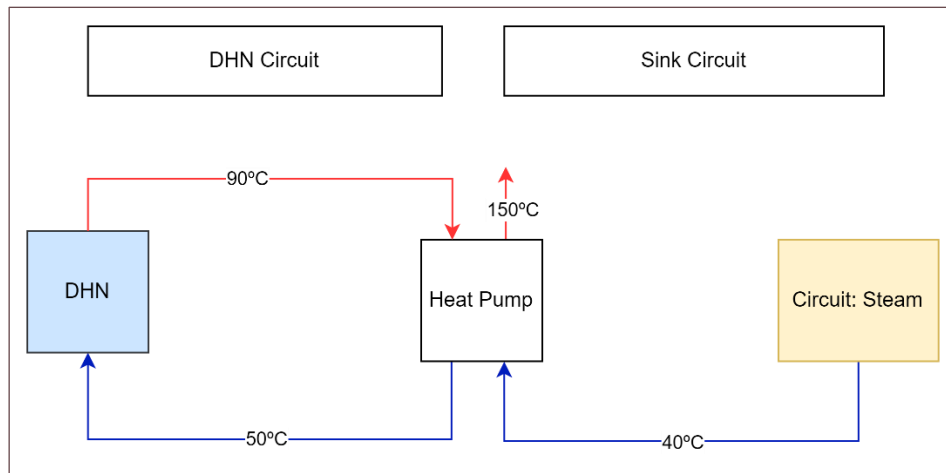 DHN Circuit
Sink Circuit
90ºC
150ºC
DHN
Heat Pump
Circuit: Steam
50ºC
40ºC